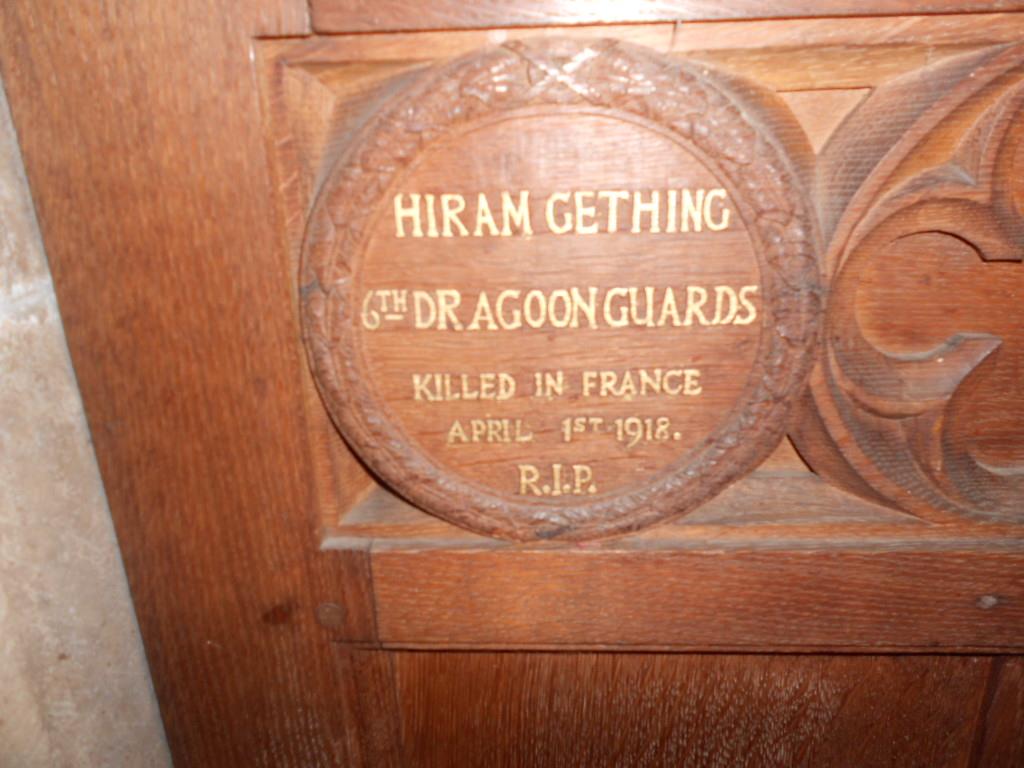 HIRAM GETHING
6TH DRAGOON GUARDS
KILLED IN FRANCE
APRIL 1ST 1918.
R.I.P.